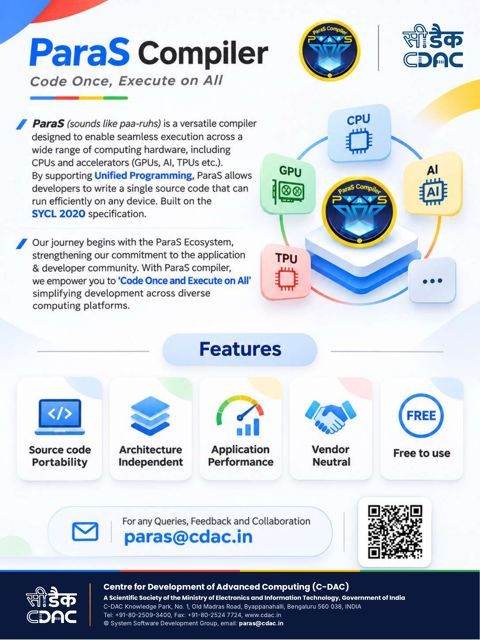 ParaS Compiler
Code Once, Execute on All
ParaS Compiler
PARAS
सी डैक
CDAC
ParaS (sounds like paa-ruhs) is a versatile compiler
designed to enable seamless execution across a
wide range of computing hardware, including
CPUs and accelerators (GPUs, AI, TPUs etc.).
By supporting Unified Programming, ParaS allows
developers to write a single source code that can
run efficiently on any device. Built on the
SYCL 2020 specification.
Our journey begins with the ParaS Ecosystem,
strengthening our commitment to the application
& developer community. With ParaS compiler,
we empower you to 'Code Once and Execute on All'
simplifying development across diverse
computing platforms.
CPU
GPU
AI
AI
ParaS Compiler
PARAS
TPU
Features
Source code
Portability
Architecture
Independent
Application
Performance
Vendor
Neutral
FREE
Free to use
For any Queries, Feedback and Collaboration
paras@cdac.in
सी डैक
CDAC
Centre for Development of Advanced Computing (C-DAC)
A Scientific Society of the Ministry of Electronics and Information Technology, Government of India
C-DAC Knowledge Park, No. 1, Old Madras Road, Byappanahalli, Bengaluru 560 038, INDIA
Tel: +91-80-2509-3400, Fax: +91-80-2524 7724, www.cdac.in
© System Software Development Group, email: paras@cdac.in